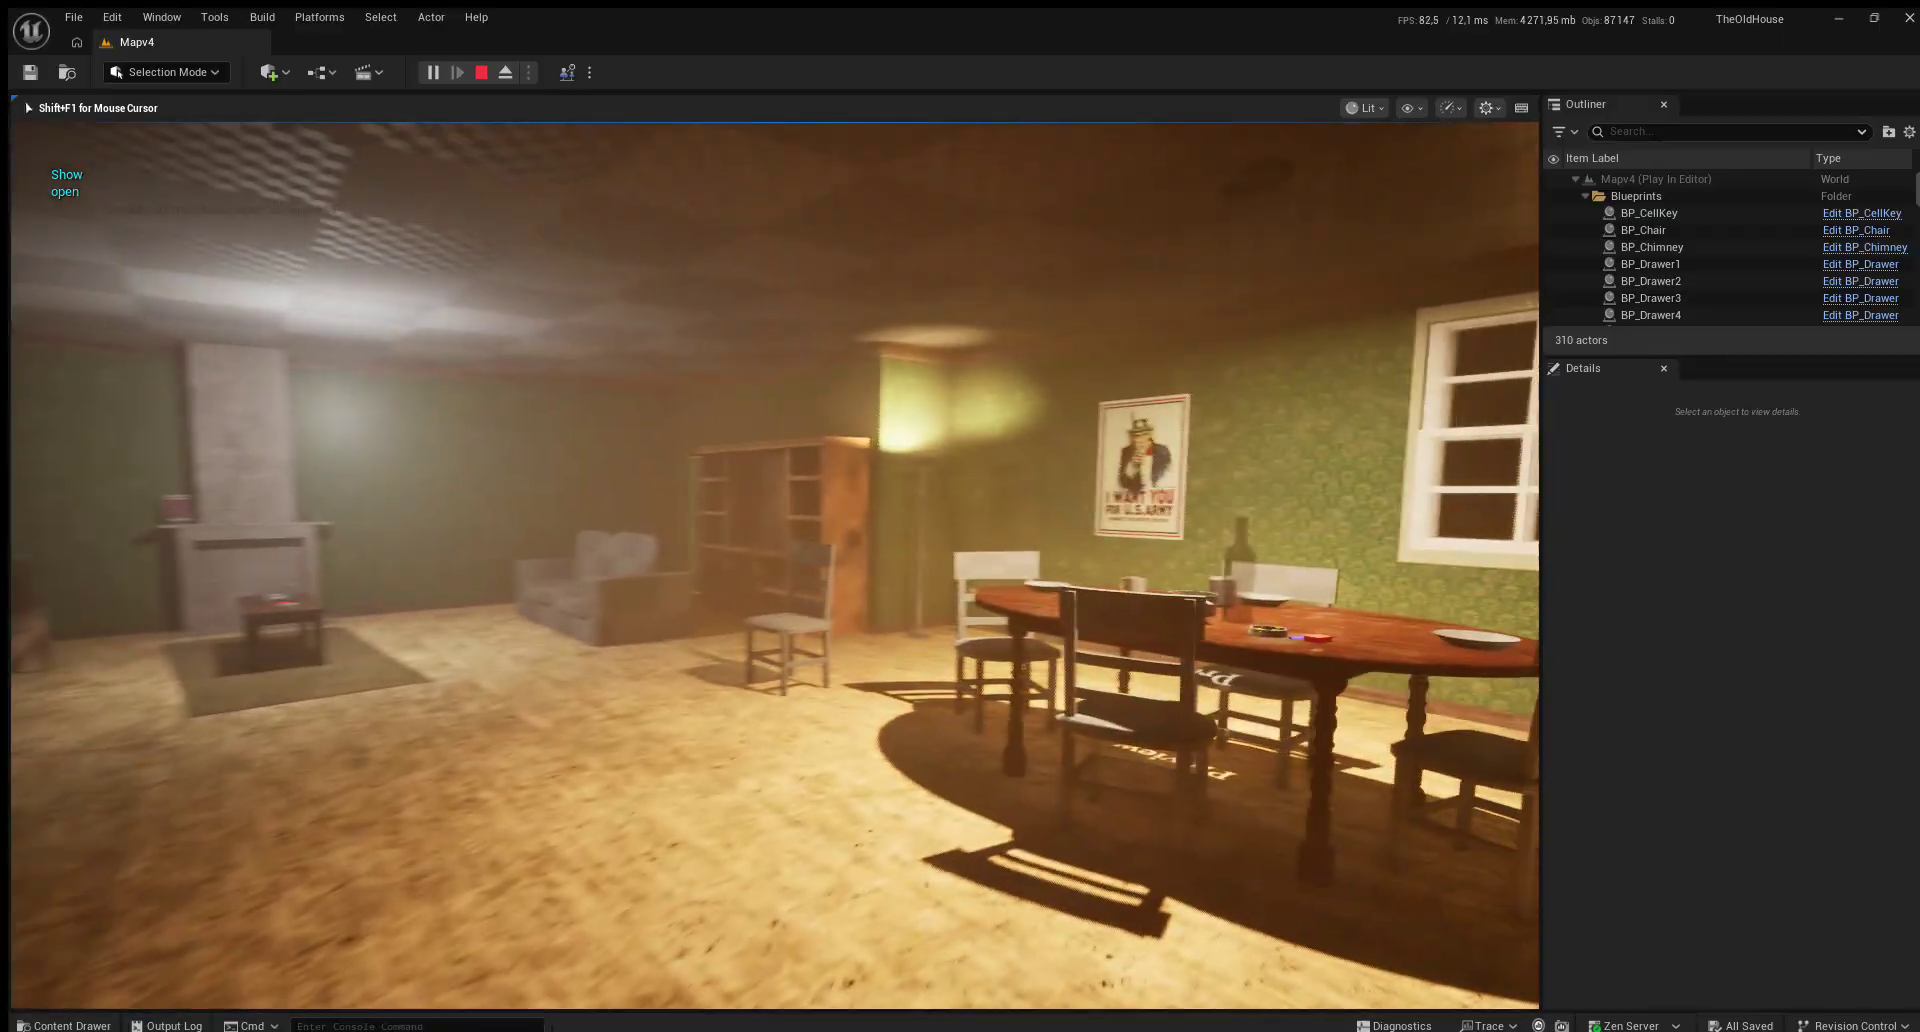 File Edit Window Tools Build Platforms Select Actor Help
FPS: 82,5 / 12,1 ms Mem: 4 271,95 mb Objs: 87 147 Stalls: 0
TheOldHouse
Mapv4
Selection Mode
Shift+F1 for Mouse Cursor
Lit
Show
open
I WANT YOU
FOR U.S. ARMY
Preview
Outliner
Search...
Item Label Type
Mapv4 (Play In Editor) World
Blueprints Folder
BP_CellKey Edit BP_CellKey
BP_Chair Edit BP_Chair
BP_Chimney Edit BP_Chimney
BP_Drawer1 Edit BP_Drawer
BP_Drawer2 Edit BP_Drawer
BP_Drawer3 Edit BP_Drawer
BP_Drawer4 Edit BP_Drawer
310 actors
Details
Select an object to view details.
Content Drawer Output Log Cmd Enter Console Command
Diagnostics Trace Zen Server All Saved Revision Control